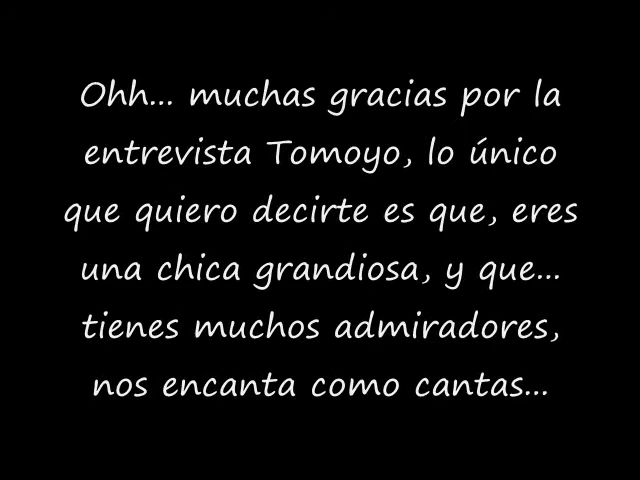 Ohh... muchas gracias por la
entrevista Tomoyo, lo único
que quiero decirte es que, eres
una chica grandiosa, y que...
tienes muchos admiradores,
nos encanta como cantas...